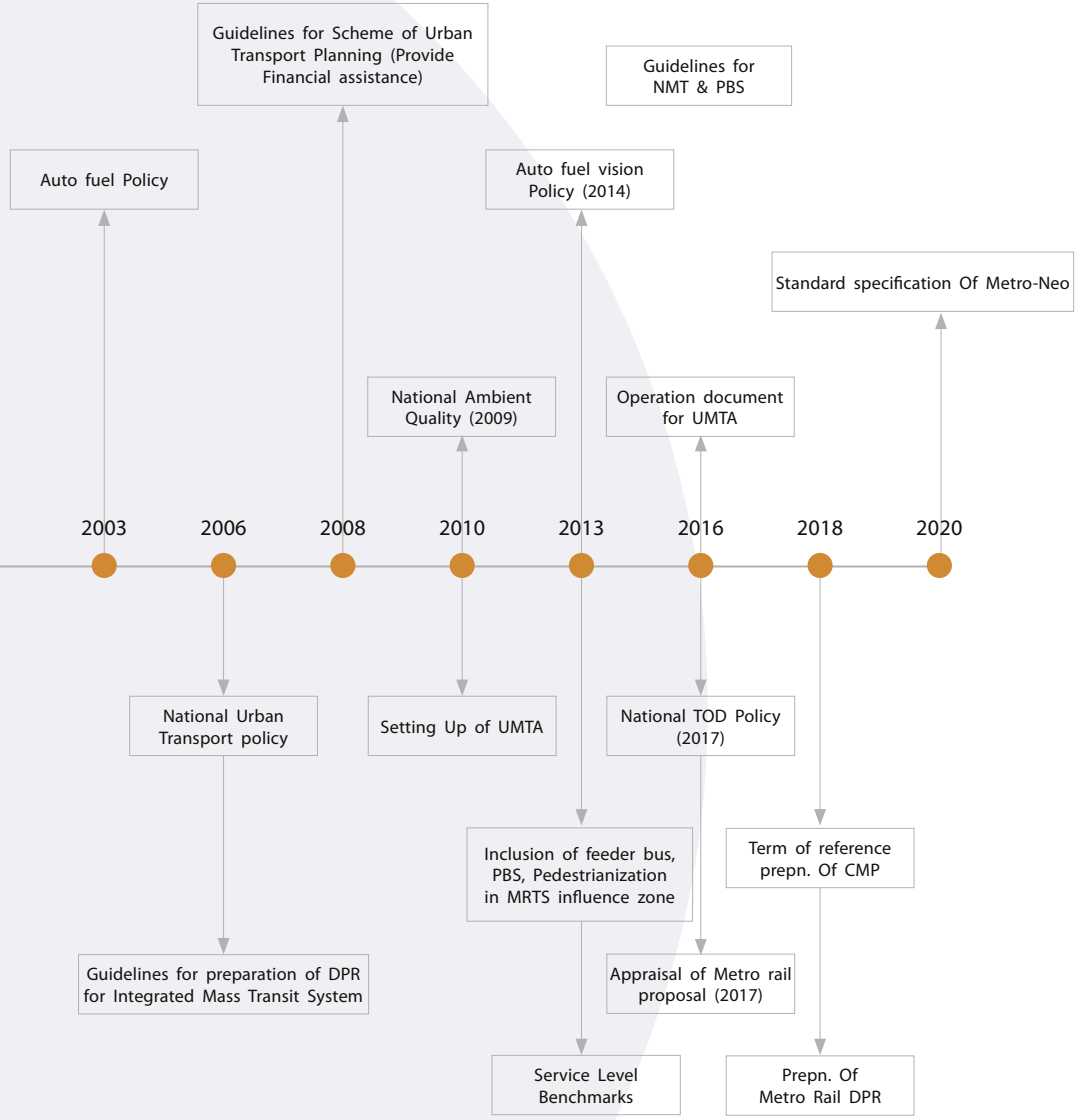 Guidelines for Scheme of Urban
Transport Planning (Provide
Financial assistance)
Guidelines for
NMT & PBS
Auto fuel Policy
Auto fuel vision
Policy (2014)
Standard specification Of Metro-Neo
National Ambient
Quality (2009)
Operation document
for UMTA
2003
2006
2008
2010
2013
2016
2018
2020
National Urban
Transport policy
Setting Up of UMTA
National TOD Policy
(2017)
Inclusion of feeder bus,
PBS, Pedestrianization
in MRTS influence zone
Term of reference
prepn. Of CMP
Guidelines for preparation of DPR
for Integrated Mass Transit System
Appraisal of Metro rail
proposal (2017)
Service Level
Benchmarks
Prepn. Of
Metro Rail DPR